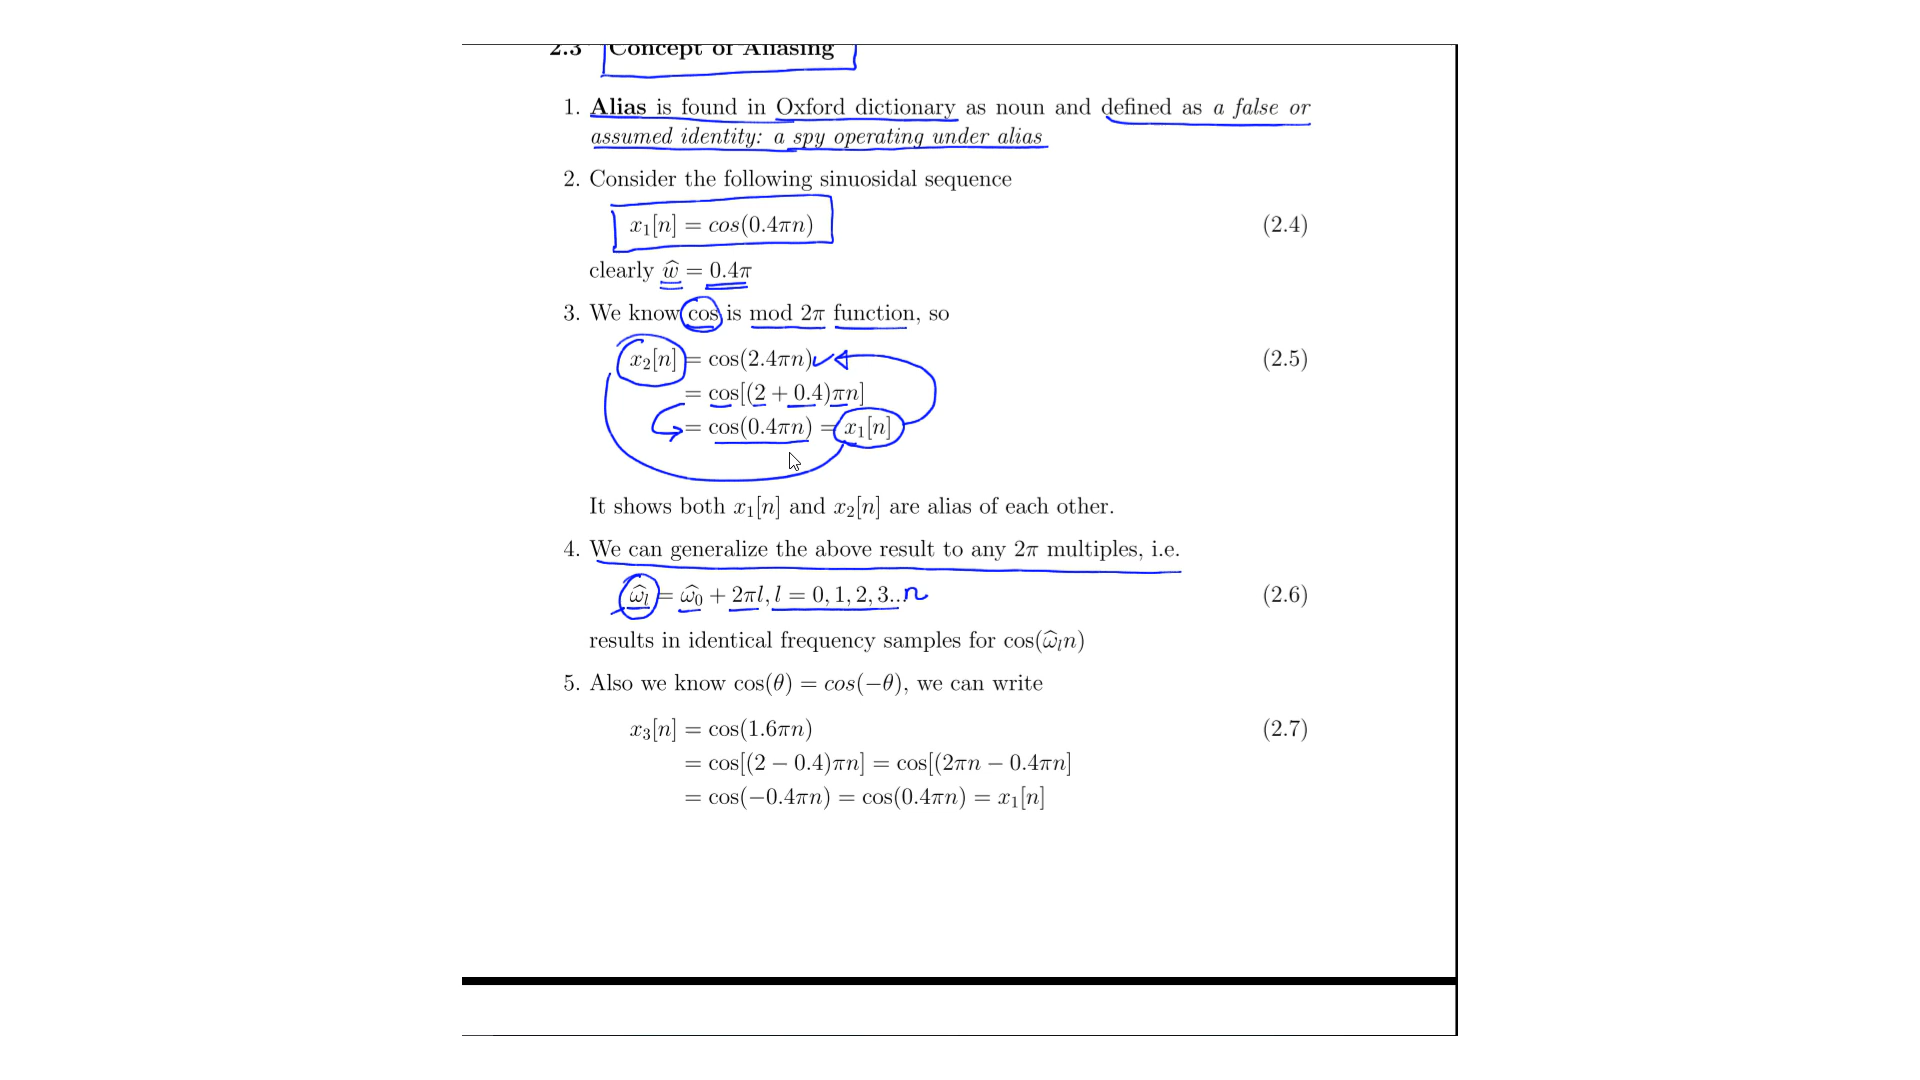 2.3 Concept of Aliasing
1. Alias is found in Oxford dictionary as noun and defined as a false or
assumed identity: a spy operating under alias
2. Consider the following sinuosidal sequence
x₁[n] = cos(0.4πn) (2.4)
clearly ŵ = 0.4π
3. We know cos is mod 2π function, so
x₂[n] = cos(2.4πn) (2.5)
= cos[(2 + 0.4)πn]
= cos(0.4πn) = x₁[n]
It shows both x₁[n] and x₂[n] are alias of each other.
4. We can generalize the above result to any 2π multiples, i.e.
ω̂ₗ = ω̂₀ + 2πl, l = 0, 1, 2, 3..n (2.6)
results in identical frequency samples for cos(ω̂ₗn)
5. Also we know cos(θ) = cos(−θ), we can write
x₃[n] = cos(1.6πn) (2.7)
= cos[(2 − 0.4)πn] = cos[(2πn − 0.4πn]
= cos(−0.4πn) = cos(0.4πn) = x₁[n]